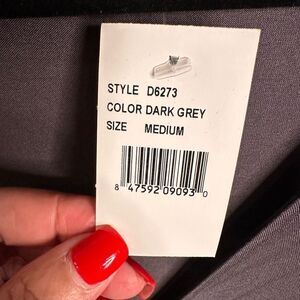 STYLE D6273
COLOR DARK GREY
SIZE MEDIUM
8 47592 09093 0